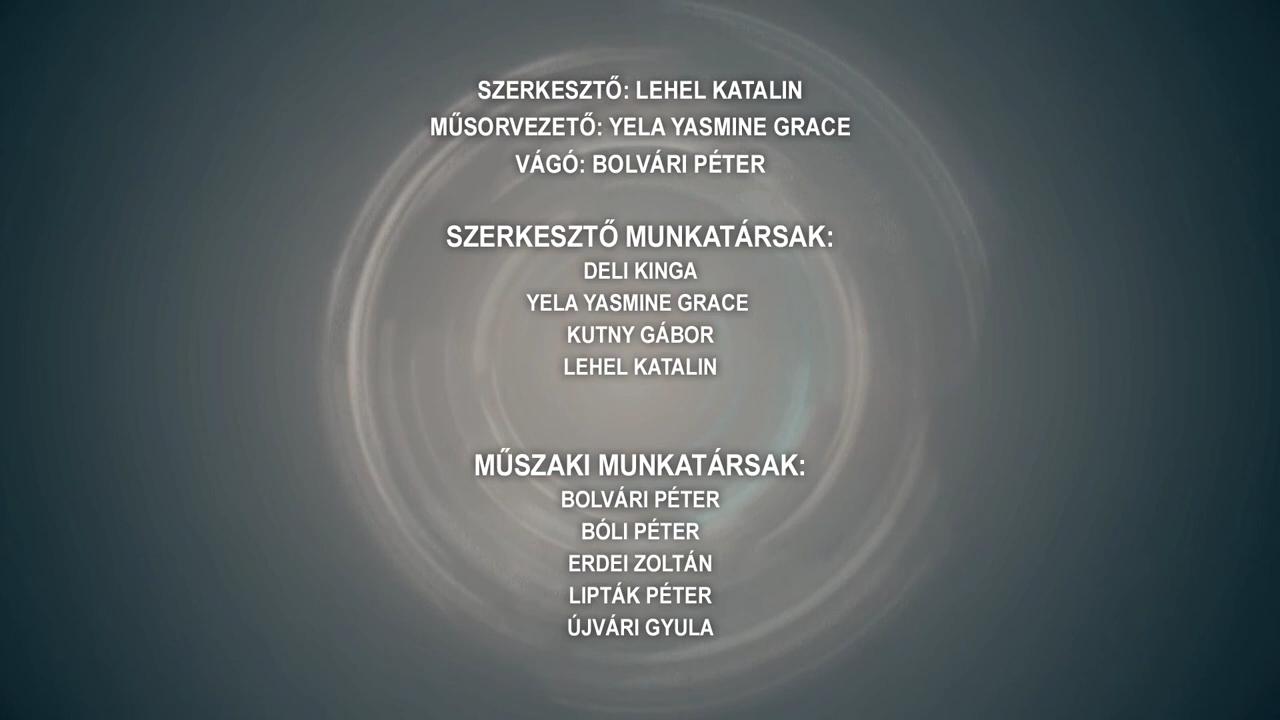 SZERKESZTŐ: LEHEL KATALIN
MŰSORVEZETŐ: YELA YASMINE GRACE
VÁGÓ: BOLVÁRI PÉTER
SZERKESZTŐ MUNKATÁRSAK:
DELI KINGA
YELA YASMINE GRACE
KUTNY GÁBOR
LEHEL KATALIN
MŰSZAKI MUNKATÁRSAK:
BOLVÁRI PÉTER
BÓLI PÉTER
ERDEI ZOLTÁN
LIPTÁK PÉTER
ÚJVÁRI GYULA